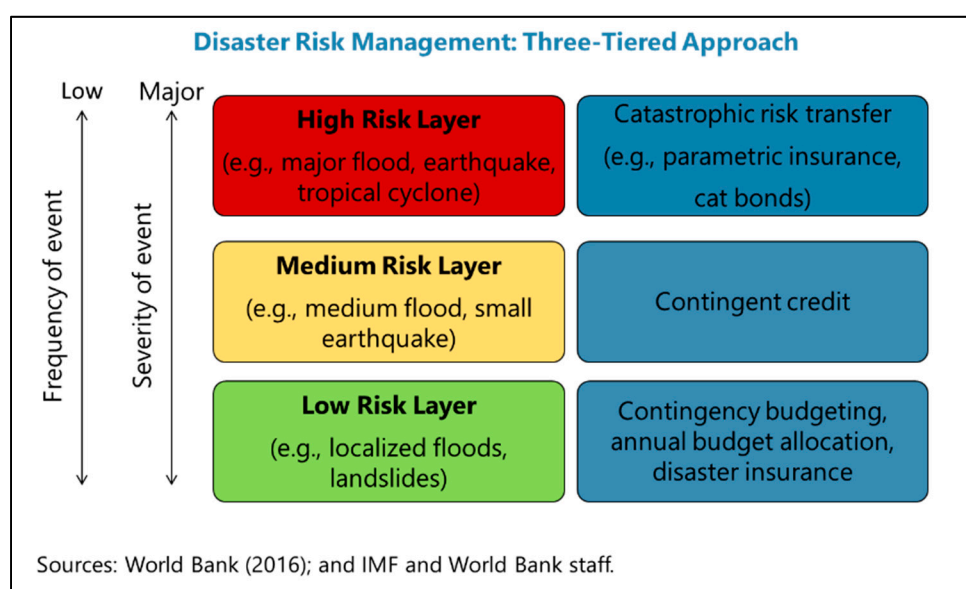 Disaster Risk Management: Three-Tiered Approach
Low
Major
Frequency of event
Severity of event
High Risk Layer
(e.g., major flood, earthquake,
tropical cyclone)
Catastrophic risk transfer
(e.g., parametric insurance,
cat bonds)
Medium Risk Layer
(e.g., medium flood, small
earthquake)
Contingent credit
Low Risk Layer
(e.g., localized floods,
landslides)
Contingency budgeting,
annual budget allocation,
disaster insurance
Sources: World Bank (2016); and IMF and World Bank staff.